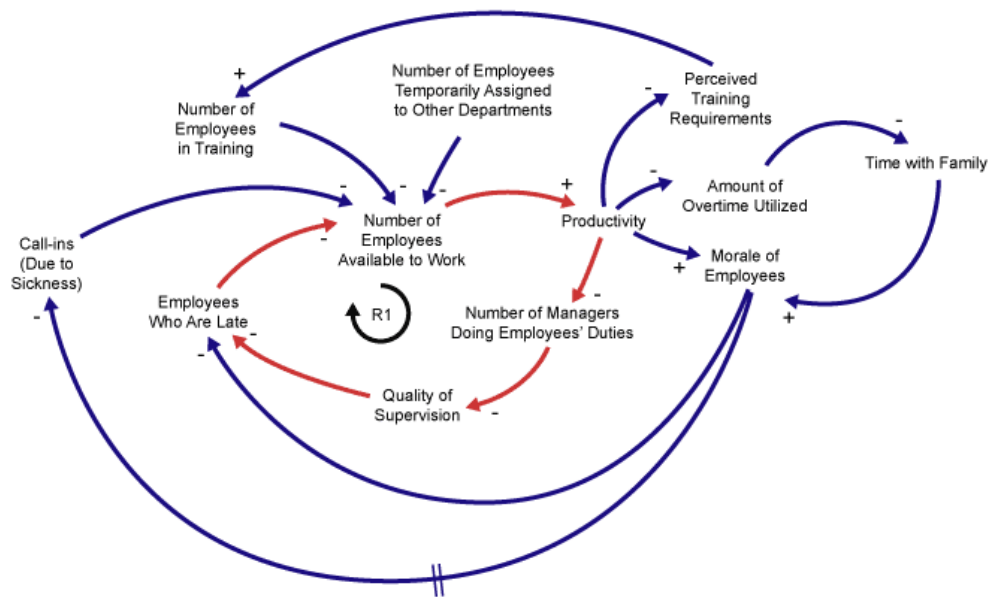 +
Number of
Employees
in Training
Number of Employees
Temporarily Assigned
to Other Departments
-
Perceived
Training
Requirements
-
Time with Family
-
Amount of
Overtime Utilized
-
-
-
+
Productivity
Number of
Employees
Available to Work
Call-ins
(Due to
Sickness)
-
-
+
Morale of
Employees
+
Employees
Who Are Late
-
-
R1
-
Number of Managers
Doing Employees' Duties
Quality of
Supervision
-